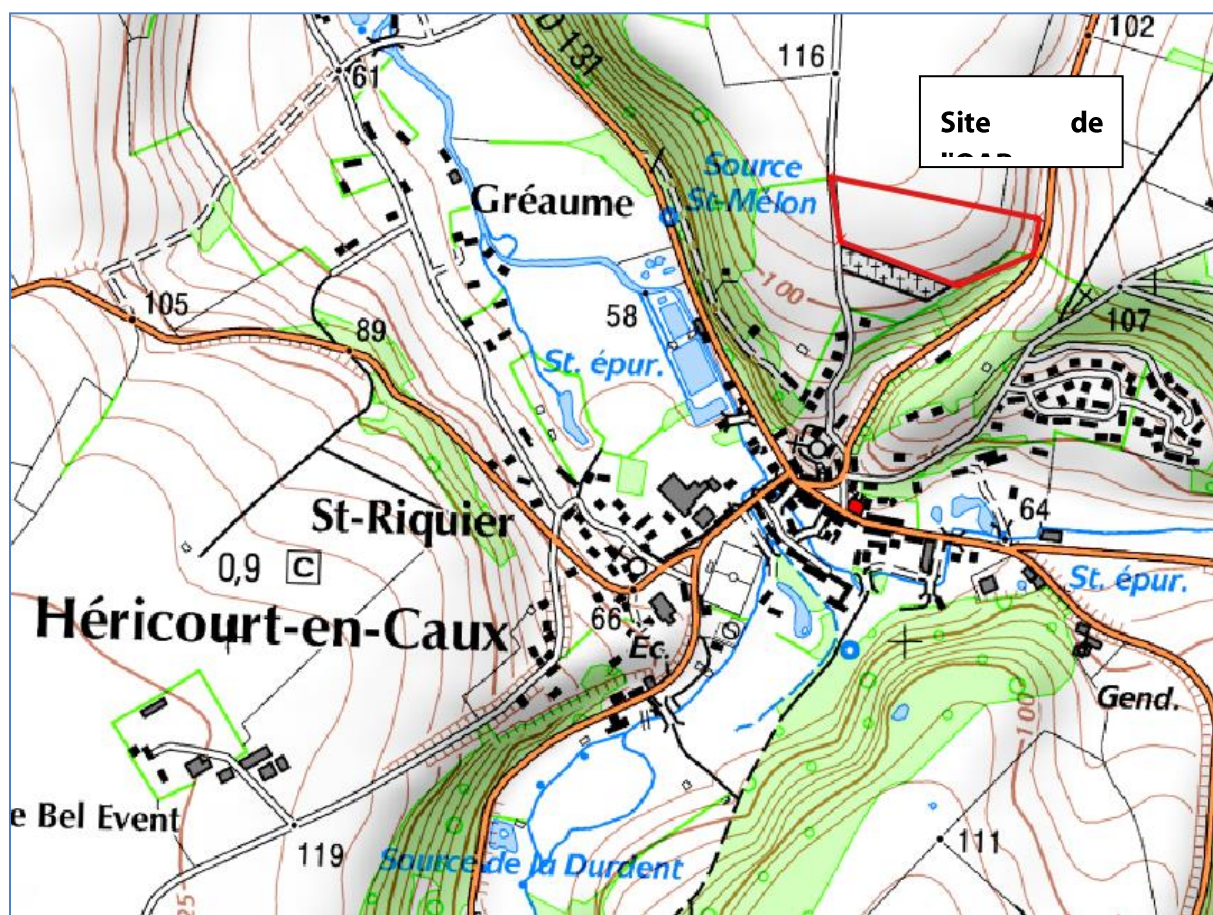 D 131
102
116
61
Site de
Source
St-Mélon
Gréaume
100
105
58
107
89
St. épur.
St-Riquier
64
0,9 C
St. épur.
Héricourt-en-Caux
66
Ec.
Gend.
100
e Bel Event
119
111
Source de la Durdent
25